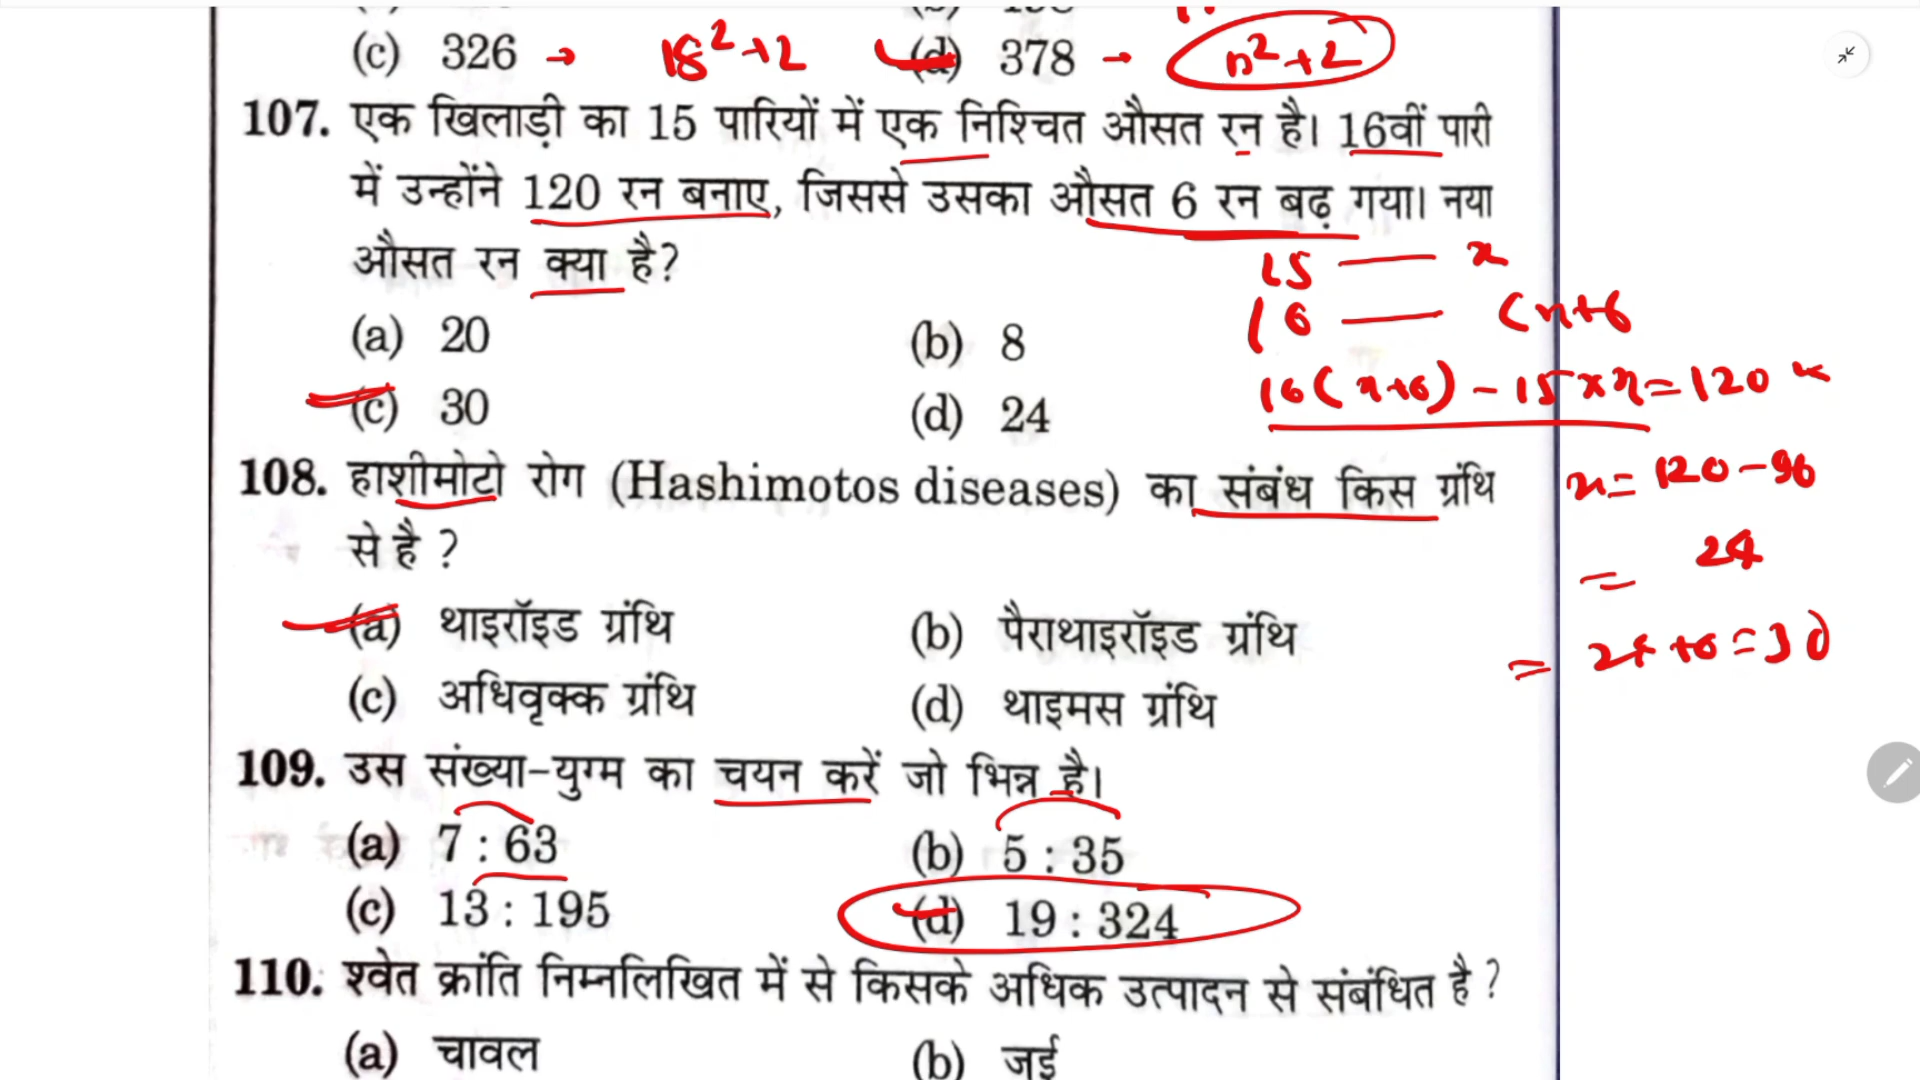 (c) 326 → 18²+2 (d) 378 → n²+2
107. एक खिलाड़ी का 15 पारियों में एक निश्चित औसत रन है। 16वीं पारी
में उन्होंने 120 रन बनाए, जिससे उसका औसत 6 रन बढ़ गया। नया
औसत रन क्या है?
15 — x
16 — (x+6
(a) 20 (b) 8
16(x+6) - 15×x = 120
(c) 30 (d) 24
x = 120-96
108. हाशीमोटो रोग (Hashimotos diseases) का संबंध किस ग्रंथि
से है ?
= 24
(a) थाइरॉइड ग्रंथि (b) पैराथाइरॉइड ग्रंथि
= 24+6=30
(c) अधिवृक्क ग्रंथि (d) थाइमस ग्रंथि
109. उस संख्या-युग्म का चयन करें जो भिन्न है।
(a) 7 : 63 (b) 5 : 35
(c) 13 : 195 (d) 19 : 324
110. श्वेत क्रांति निम्नलिखित में से किसके अधिक उत्पादन से संबंधित है ?
(a) चावल (b) जई